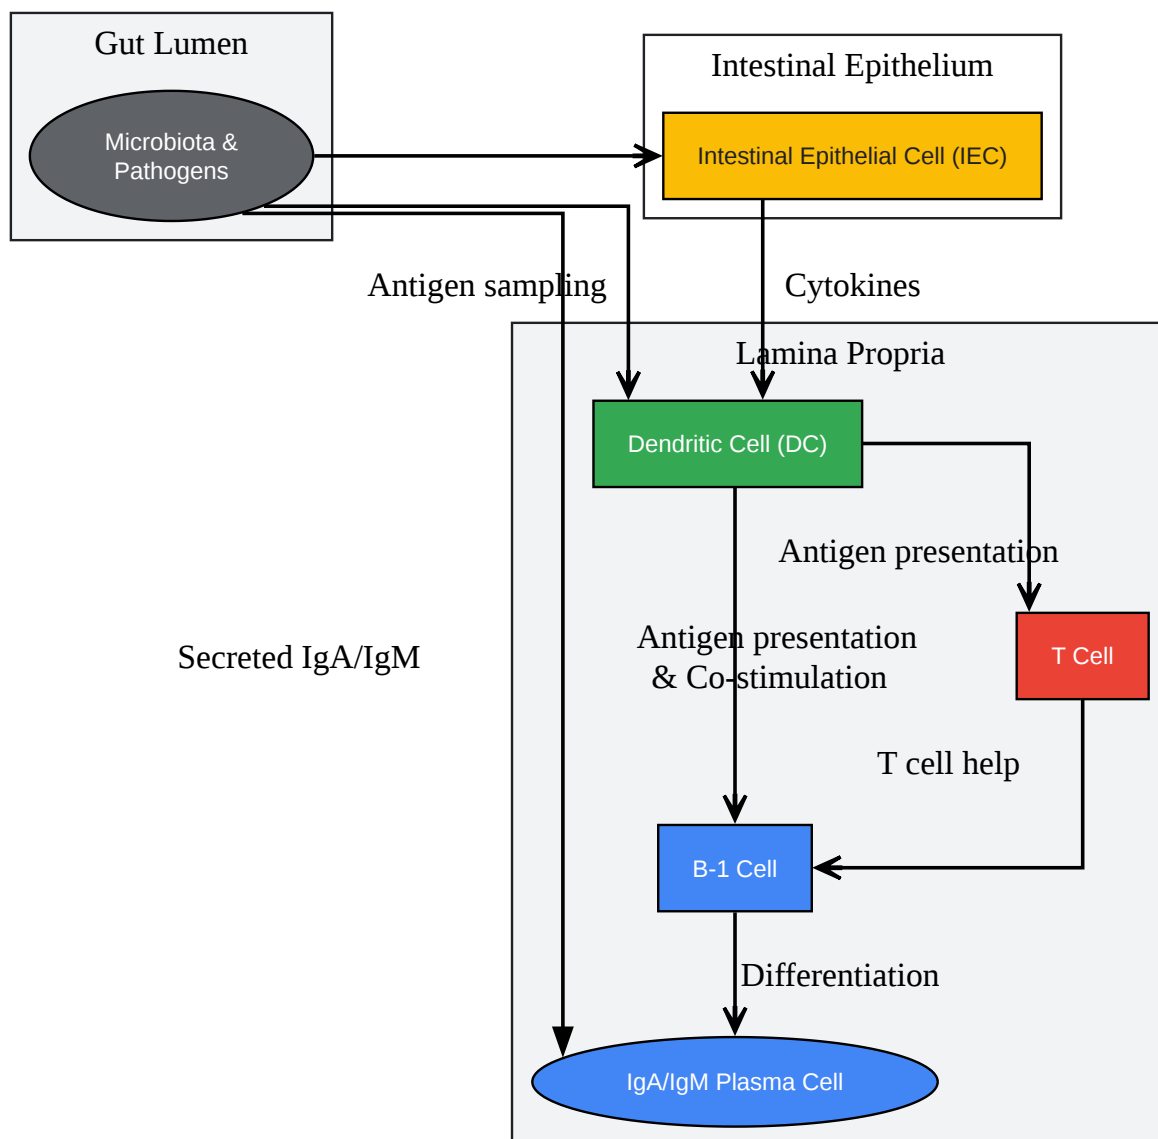 Gut Lumen
Microbiota &
Pathogens
Intestinal Epithelium
Intestinal Epithelial Cell (IEC)
Antigen sampling
Cytokines
Lamina Propria
Dendritic Cell (DC)
Antigen presentation
Antigen presentation
& Co-stimulation
T Cell
Secreted IgA/IgM
T cell help
B-1 Cell
Differentiation
IgA/IgM Plasma Cell